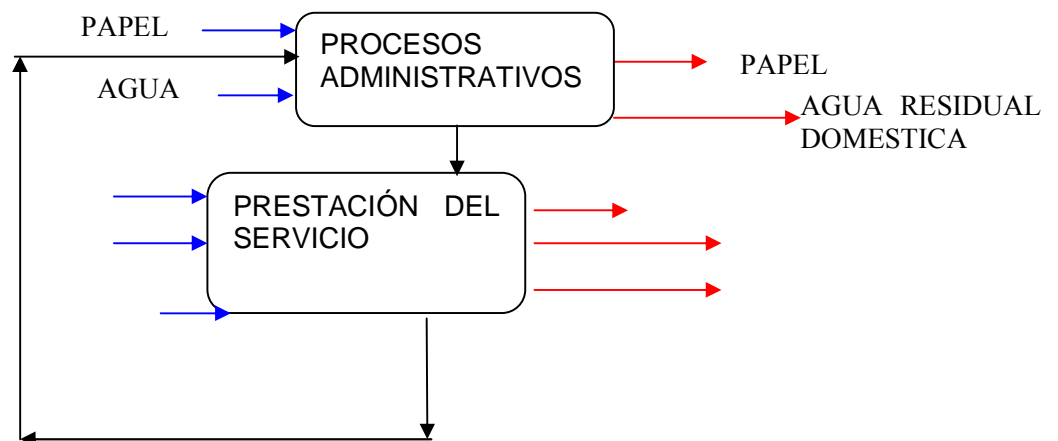 PAPEL
PROCESOS
ADMINISTRATIVOS
AGUA
PAPEL
AGUA RESIDUAL
DOMESTICA
PRESTACIÓN DEL
SERVICIO